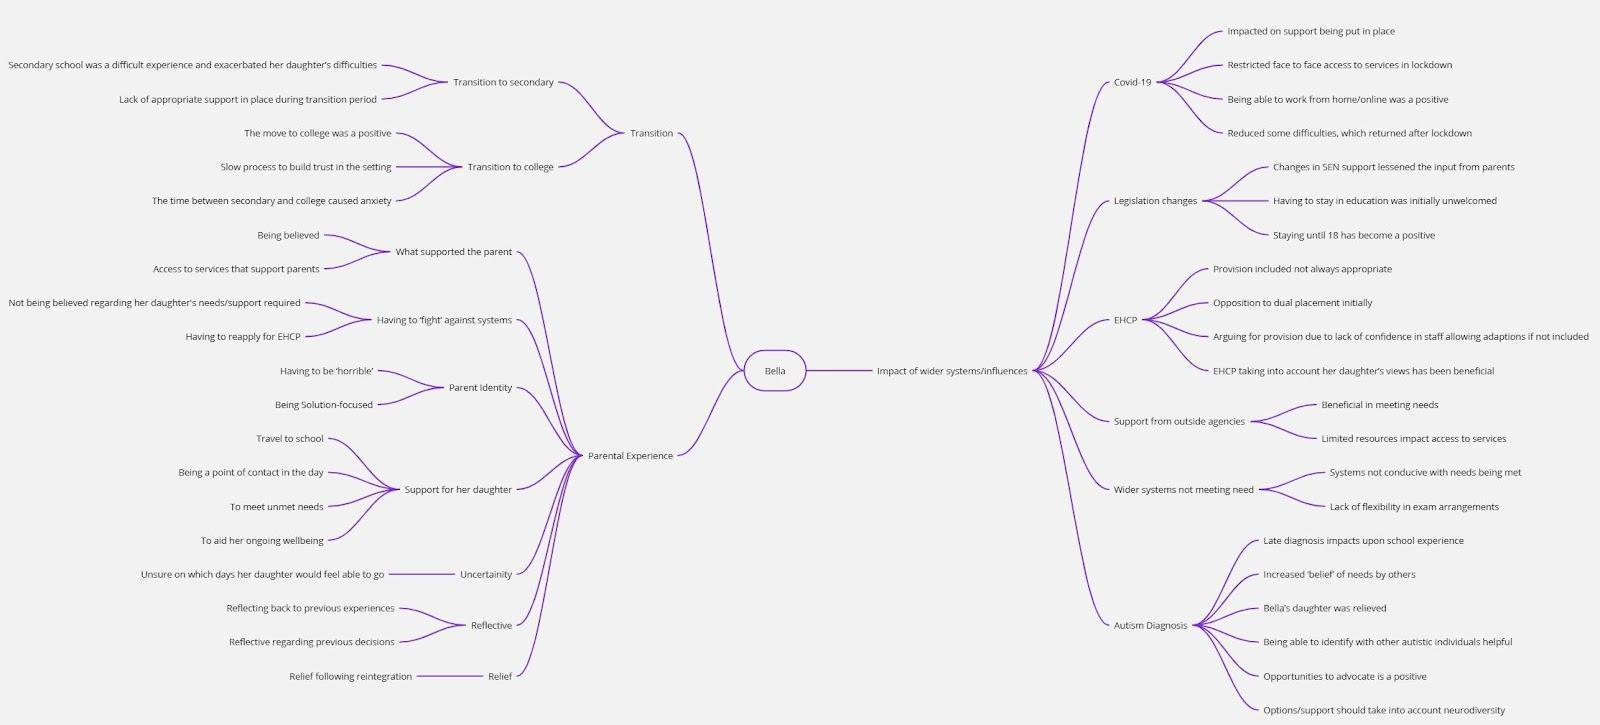 Bella
Transition
Transition to secondary
Secondary school was a difficult experience and exacerbated her daughter's difficulties
Lack of appropriate support in place during transition period
Transition to college
The move to college was a positive
Slow process to build trust in the setting
The time between secondary and college caused anxiety
Parental Experience
What supported the parent
Being believed
Access to services that support parents
Having to ‘fight’ against systems
Not being believed regarding her daughter's needs/support required
Having to reapply for EHCP
Parent Identity
Having to be ‘horrible’
Being Solution-focused
Support for her daughter
Travel to school
Being a point of contact in the day
To meet unmet needs
To aid her ongoing wellbeing
Uncertainity
Unsure on which days her daughter would feel able to go
Reflective
Reflecting back to previous experiences
Reflective regarding previous decisions
Relief
Relief following reintegration
Impact of wider systems/influences
Covid-19
Impacted on support being put in place
Restricted face to face access to services in lockdown
Being able to work from home/online was a positive
Reduced some difficulties, which returned after lockdown
Legislation changes
Changes in SEN support lessened the input from parents
Having to stay in education was initially unwelcomed
Staying until 18 has become a positive
EHCP
Provision included not always appropriate
Opposition to dual placement initially
Arguing for provision due to lack of confidence in staff allowing adaptions if not included
EHCP taking into account her daughter's views has been beneficial
Support from outside agencies
Beneficial in meeting needs
Limited resources impact access to services
Wider systems not meeting need
Systems not conducive with needs being met
Lack of flexibility in exam arrangements
Autism Diagnosis
Late diagnosis impacts upon school experience
Increased ‘belief’ of needs by others
Bella's daughter was relieved
Being able to identify with other autistic individuals helpful
Opportunities to advocate is a positive
Options/support should take into account neurodiversity